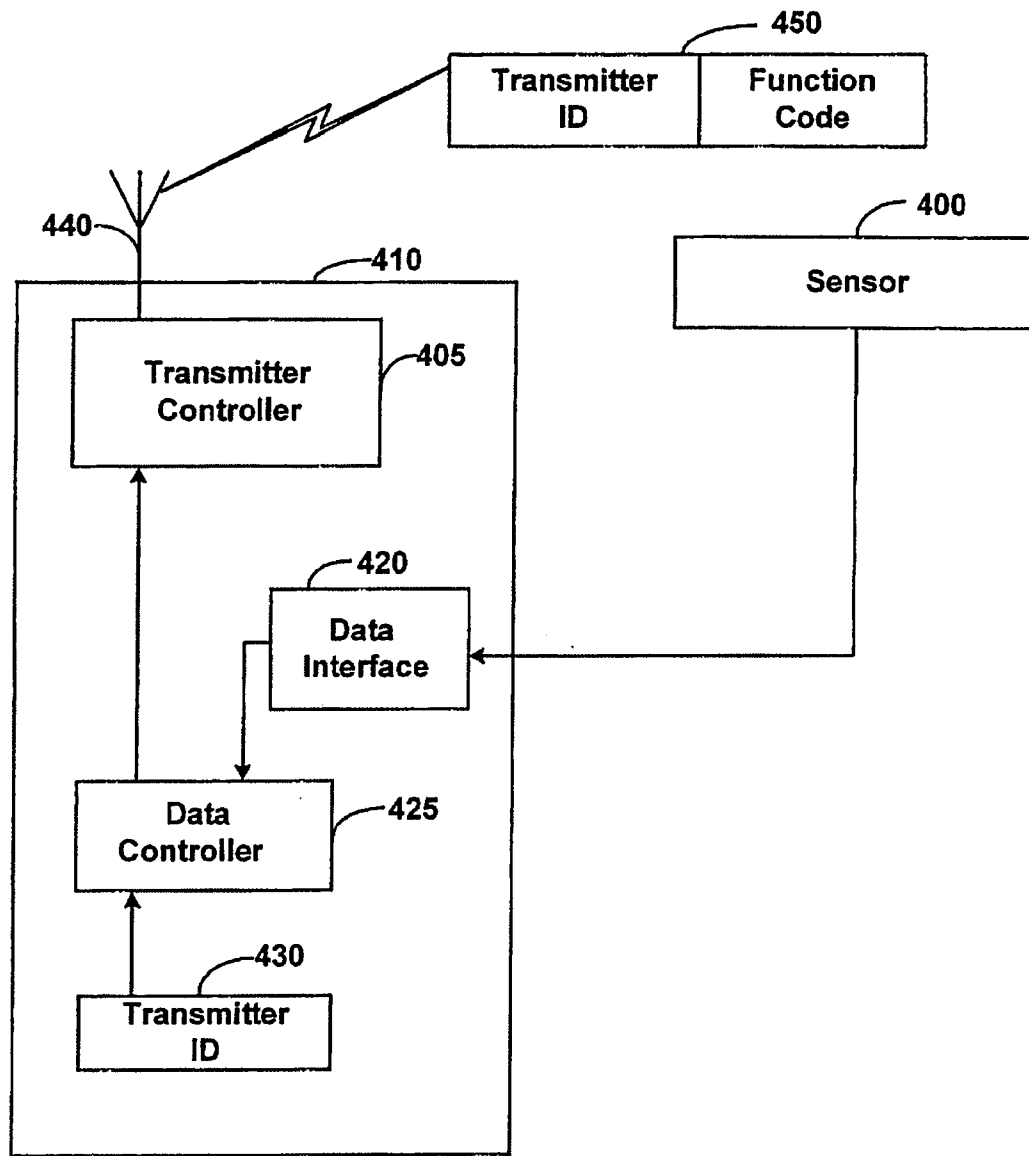 450
Transmitter
ID
Function
Code
440
400
Sensor
410
Transmitter
Controller
405
420
Data
Interface
Data
Controller
425
430
Transmitter
ID